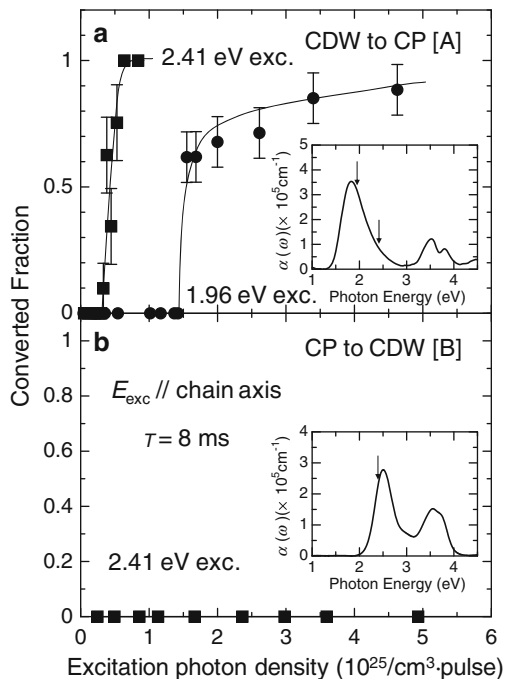 Converted Fraction
a
CDW to CP [A]
2.41 eV exc.
1.96 eV exc.
1
0.5
0
α(ω)(× 10⁵cm⁻¹)
5
4
3
2
1
0
1 2 3 4
Photon Energy (eV)
b
CP to CDW [B]
E_exc // chain axis
T = 8 ms
2.41 eV exc.
1
0.8
0.6
0.4
0.2
0
α(ω)(× 10⁵cm⁻¹)
4
3
2
1
0
1 2 3 4
Photon Energy (eV)
0 1 2 3 4 5 6
Excitation photon density (10²⁵/cm³·pulse)